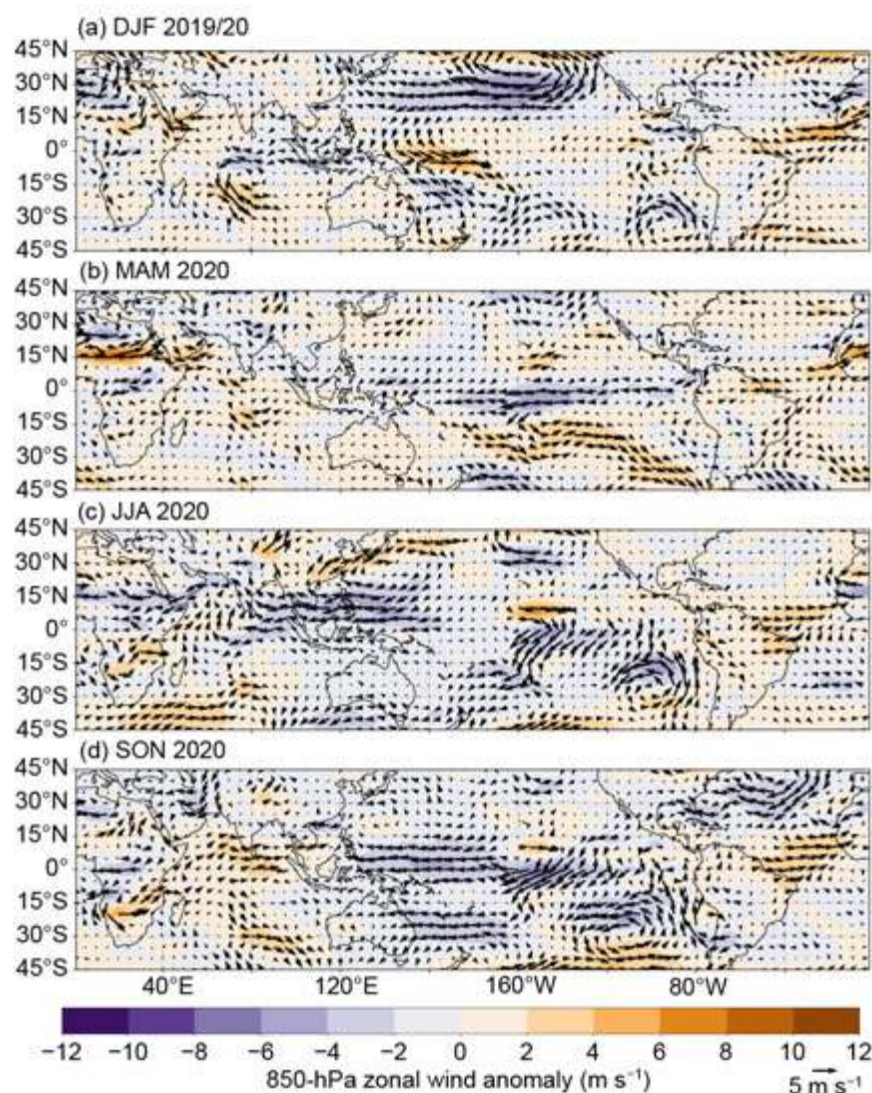 (a) DJF 2019/20
45°N
30°N
15°N
0°
15°S
30°S
45°S
(b) MAM 2020
45°N
30°N
15°N
0°
15°S
30°S
45°S
(c) JJA 2020
45°N
30°N
15°N
0°
15°S
30°S
45°S
(d) SON 2020
45°N
30°N
15°N
0°
15°S
30°S
45°S
40°E 120°E 160°W 80°W
−12 −10 −8 −6 −4 −2 0 2 4 6 8 10 12
850-hPa zonal wind anomaly (m s⁻¹) 5 m s⁻¹